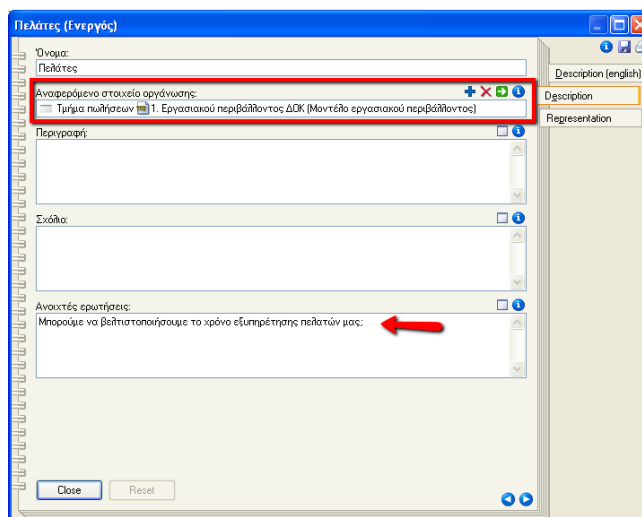 Πελάτες (Ενεργός)
Όνομα:
Πελάτες
Αναφερόμενο στοιχείο οργάνωσης:
Τμήμα πωλήσεων 1. Εργασιακού περιβάλλοντος ΔΟΚ (Μοντέλο εργασιακού περιβάλλοντος)
Περιγραφή:
Σχόλιο:
Ανοιχτές ερωτήσεις:
Μπορούμε να βελτιστοποιήσουμε το χρόνο εξυπηρέτησης πελατών μας;
Close
Reset
Description (english)
Description
Representation